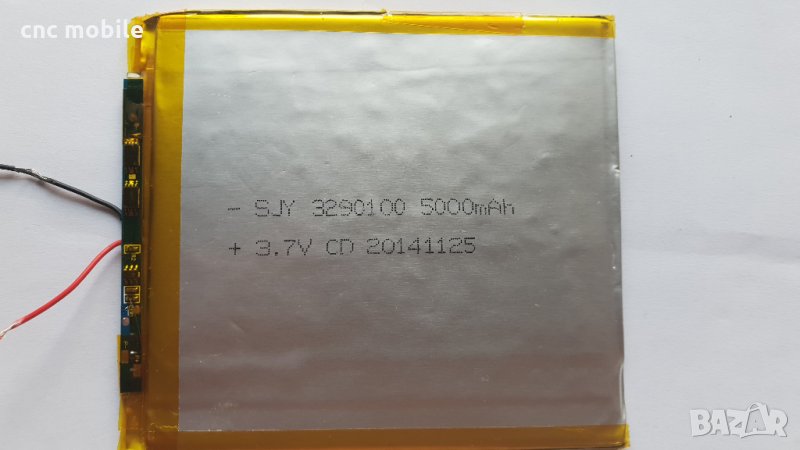 cnc mobile
- SJY 3290100 5000mAh
+ 3.7V CD 20141125
BAZAR